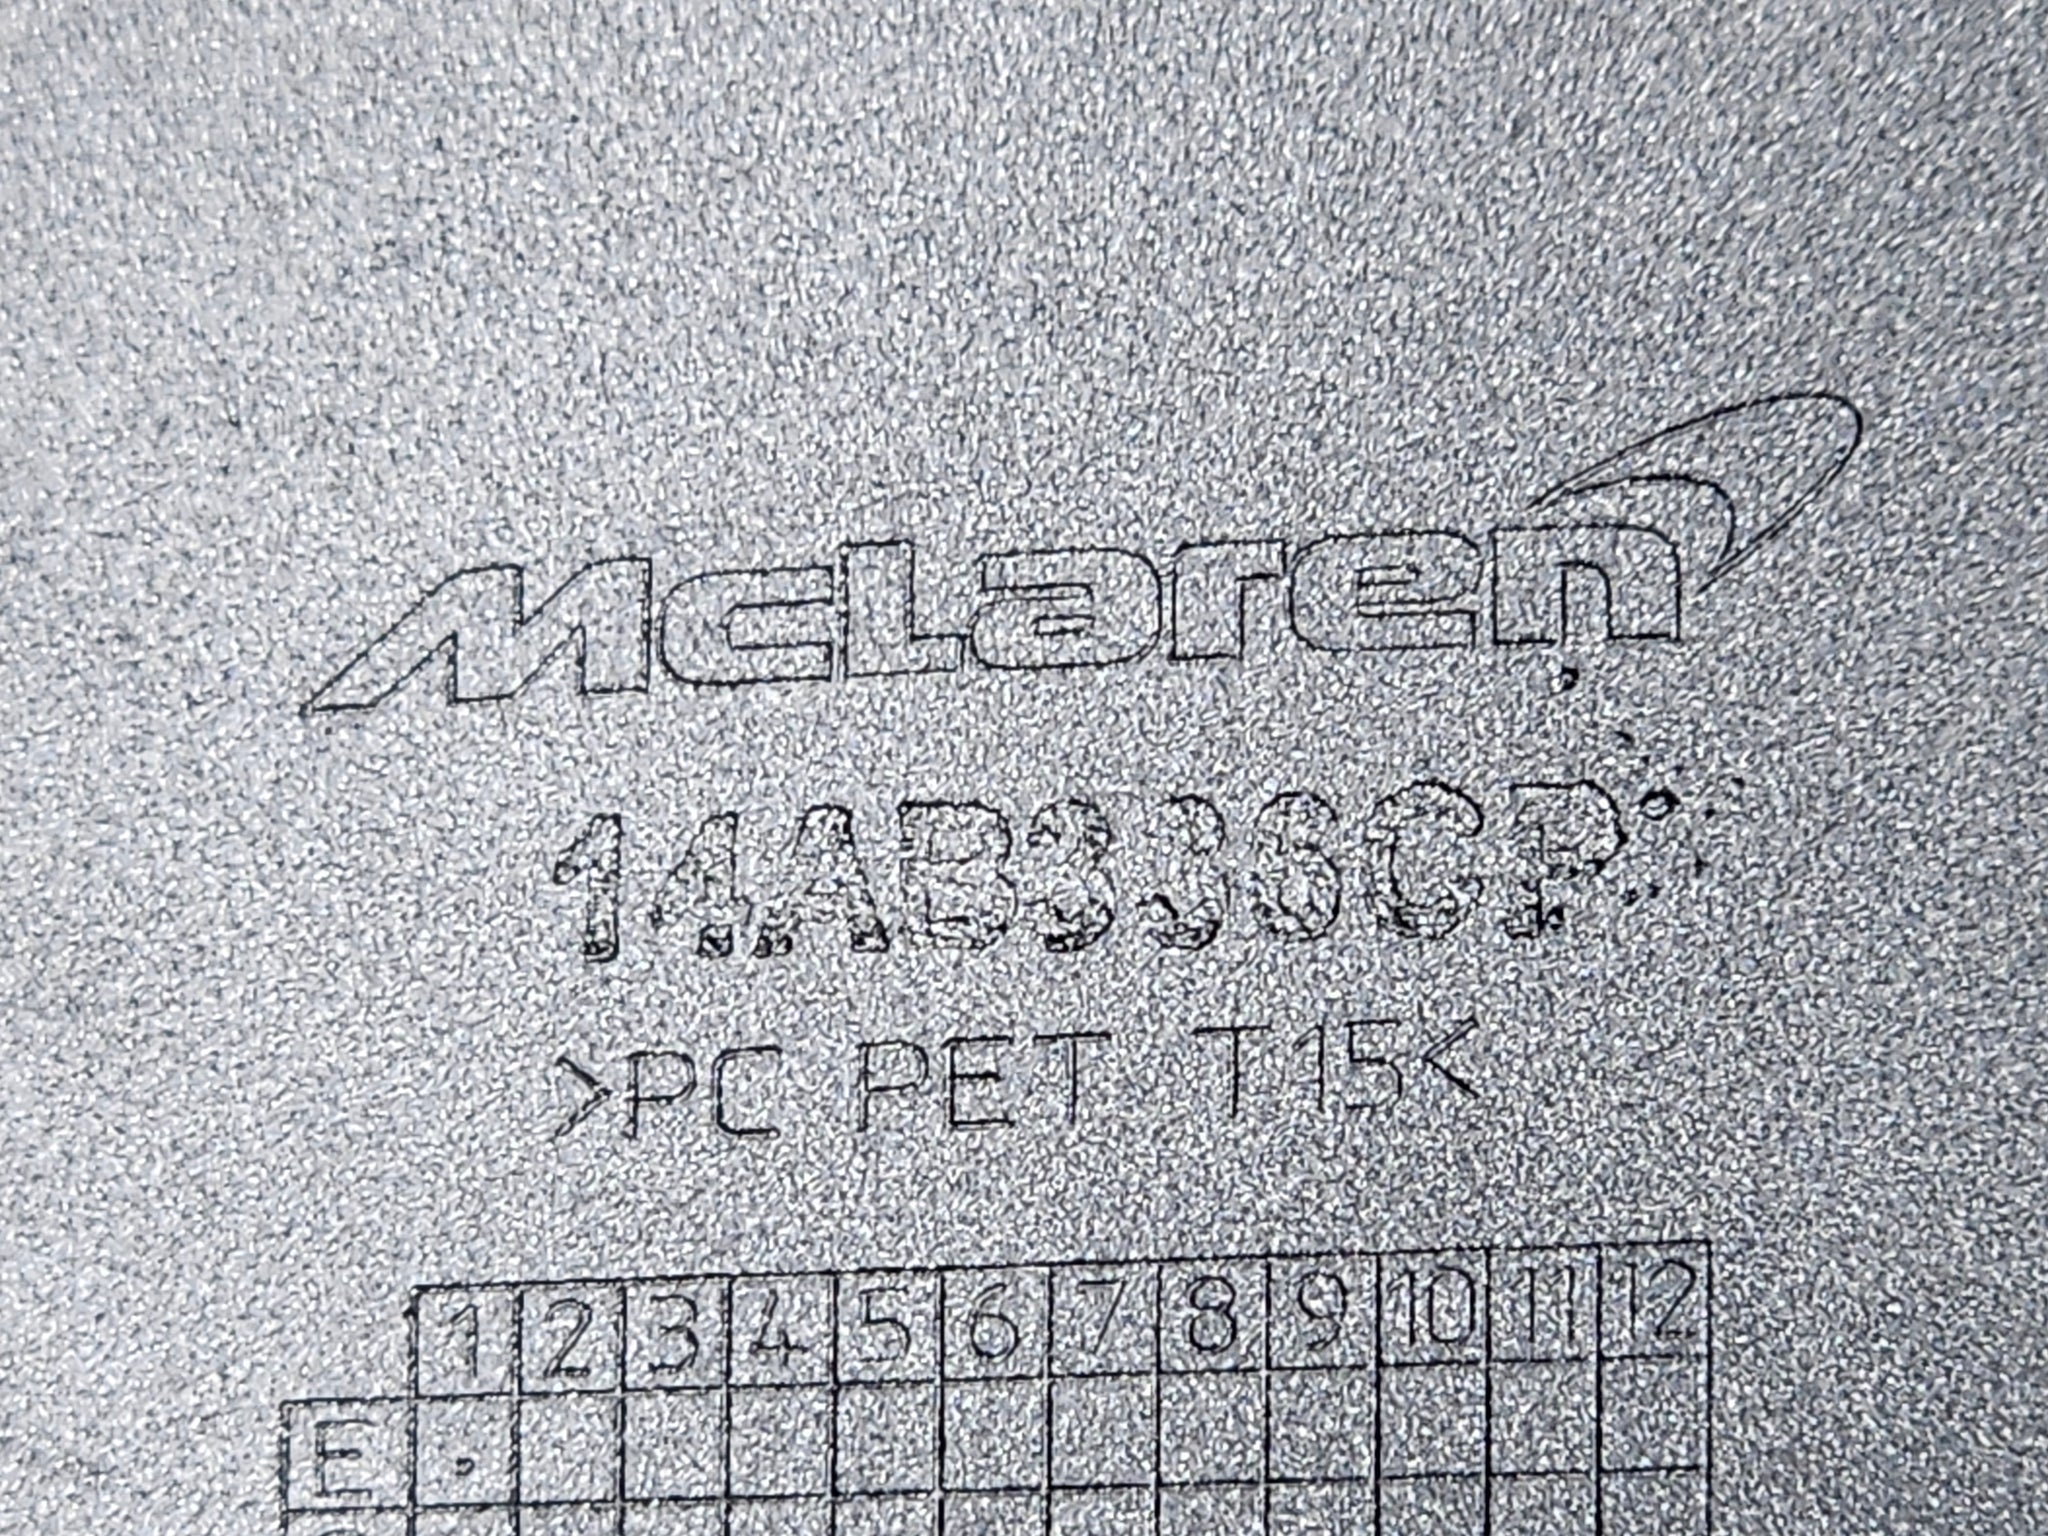 McLaren
14AB336CP
>PC PET T15<
1 2 3 4 5 6 7 8 9 10 11 12
E